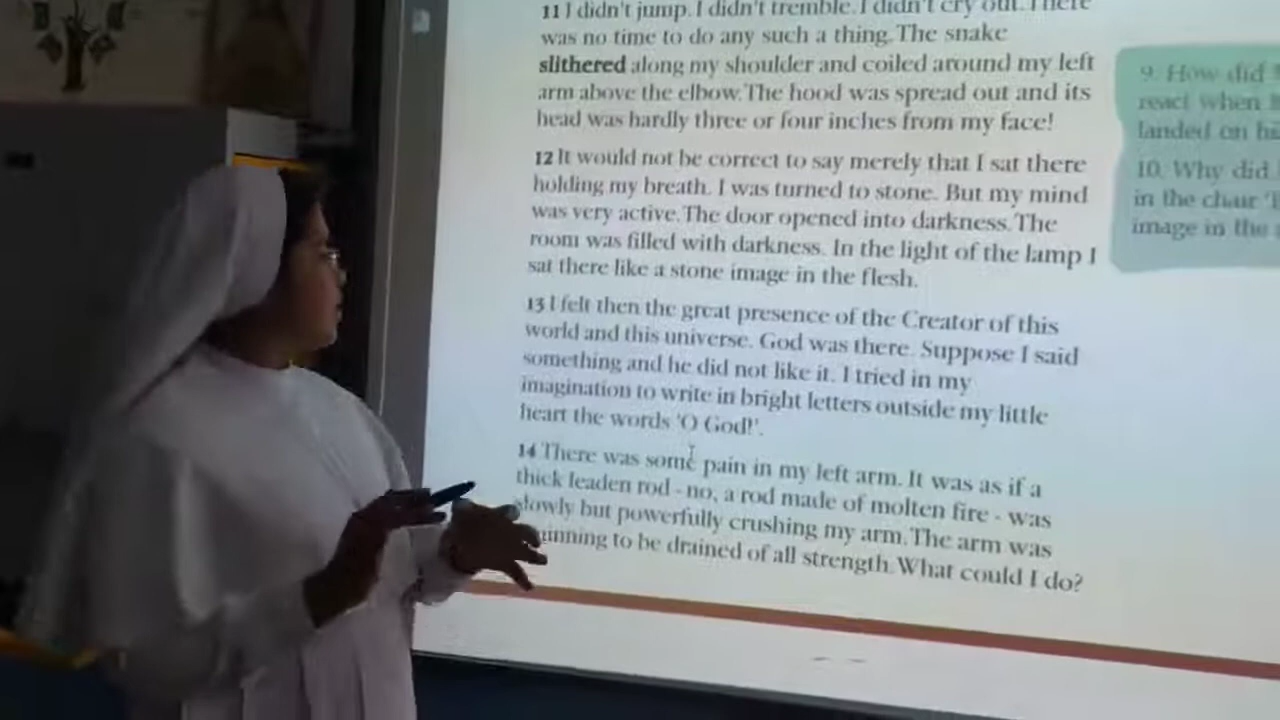 11 I didn't jump. I didn't tremble. I didn't cry out. There
was no time to do any such a thing. The snake
slithered along my shoulder and coiled around my left
arm above the elbow. The hood was spread out and its
head was hardly three or four inches from my face!
12 It would not be correct to say merely that I sat there
holding my breath. I was turned to stone. But my mind
was very active. The door opened into darkness. The
room was filled with darkness. In the light of the lamp I
sat there like a stone image in the flesh.
13 I felt then the great presence of the Creator of this
world and this universe. God was there. Suppose I said
something and he did not like it. I tried in my
imagination to write in bright letters outside my little
heart the words 'O God!'.
14 There was some pain in my left arm. It was as if a
thick leaden rod - no, a rod made of molten fire - was
slowly but powerfully crushing my arm. The arm was
to be drained of all strength. What could I do?
9. How did
react when
landed on
10. Why did
in the chair
image in the